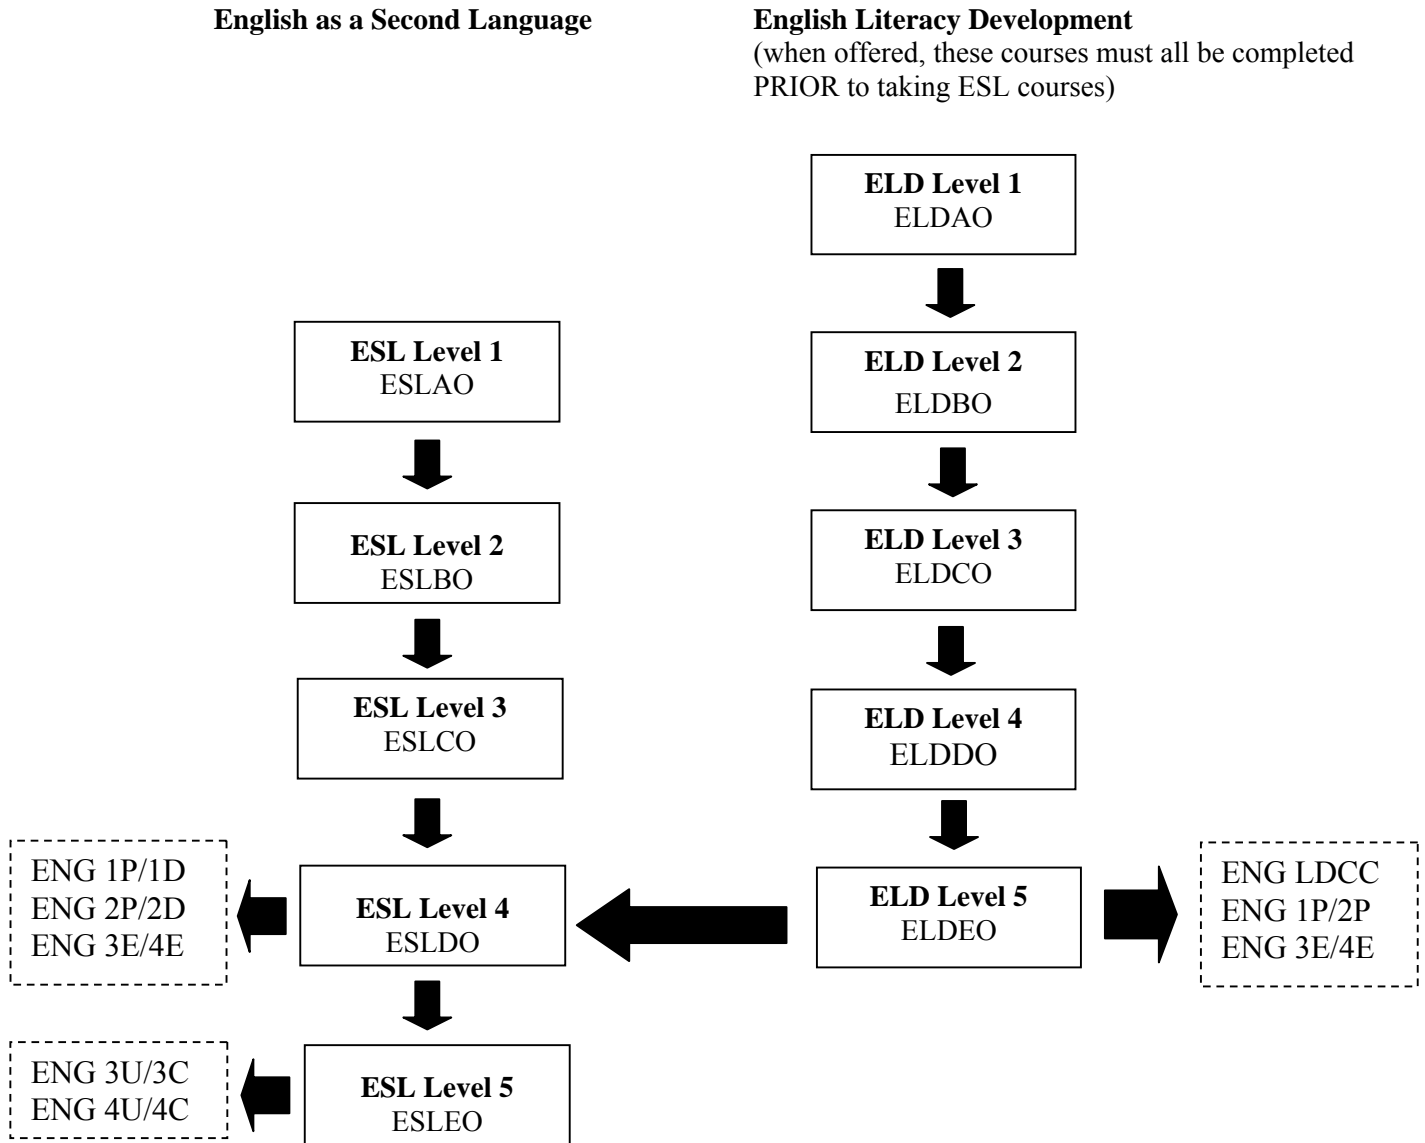 English as a Second Language
English Literacy Development
(when offered, these courses must all be completed
PRIOR to taking ESL courses)
ELD Level 1
ELDAO
ESL Level 1
ESLAO
ELD Level 2
ELDBO
ESL Level 2
ESLBO
ELD Level 3
ELDCO
ESL Level 3
ESLCO
ELD Level 4
ELDDO
ENG 1P/1D
ENG 2P/2D
ENG 3E/4E
ESL Level 4
ESLDO
ELD Level 5
ELDEO
ENG LDCC
ENG 1P/2P
ENG 3E/4E
ENG 3U/3C
ENG 4U/4C
ESL Level 5
ESLEO